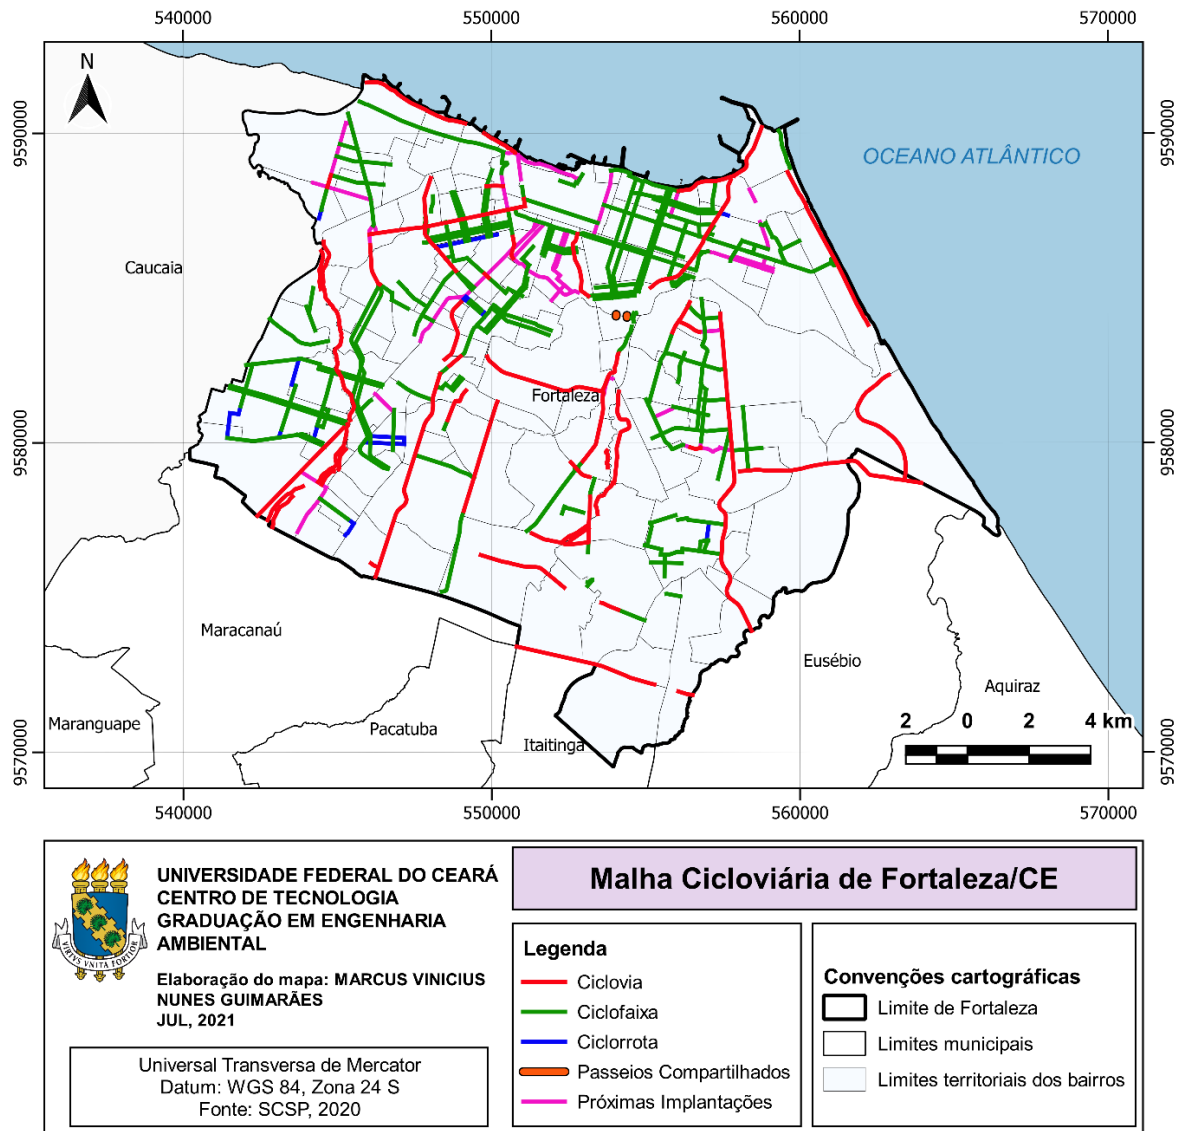 540000
550000
560000
570000
N
9590000
9590000
OCEANO ATLÂNTICO
Caucaia
Fortaleza
9580000
9580000
Maracanaú
Eusébio
Aquiraz
Maranguape
Pacatuba
Itaitinga
2 0 2 4 km
9570000
9570000
540000
550000
560000
570000
UNIVERSIDADE FEDERAL DO CEARÁ
CENTRO DE TECNOLOGIA
GRADUAÇÃO EM ENGENHARIA
AMBIENTAL
VIRTVS VNITA FORTIOR
Elaboração do mapa: MARCUS VINICIUS
NUNES GUIMARÃES
JUL, 2021
Universal Transversa de Mercator
Datum: WGS 84, Zona 24 S
Fonte: SCSP, 2020
Malha Cicloviária de Fortaleza/CE
Legenda
Ciclovia
Ciclofaixa
Ciclorrota
Passeios Compartilhados
Próximas Implantações
Convenções cartográficas
Limite de Fortaleza
Limites municipais
Limites territoriais dos bairros